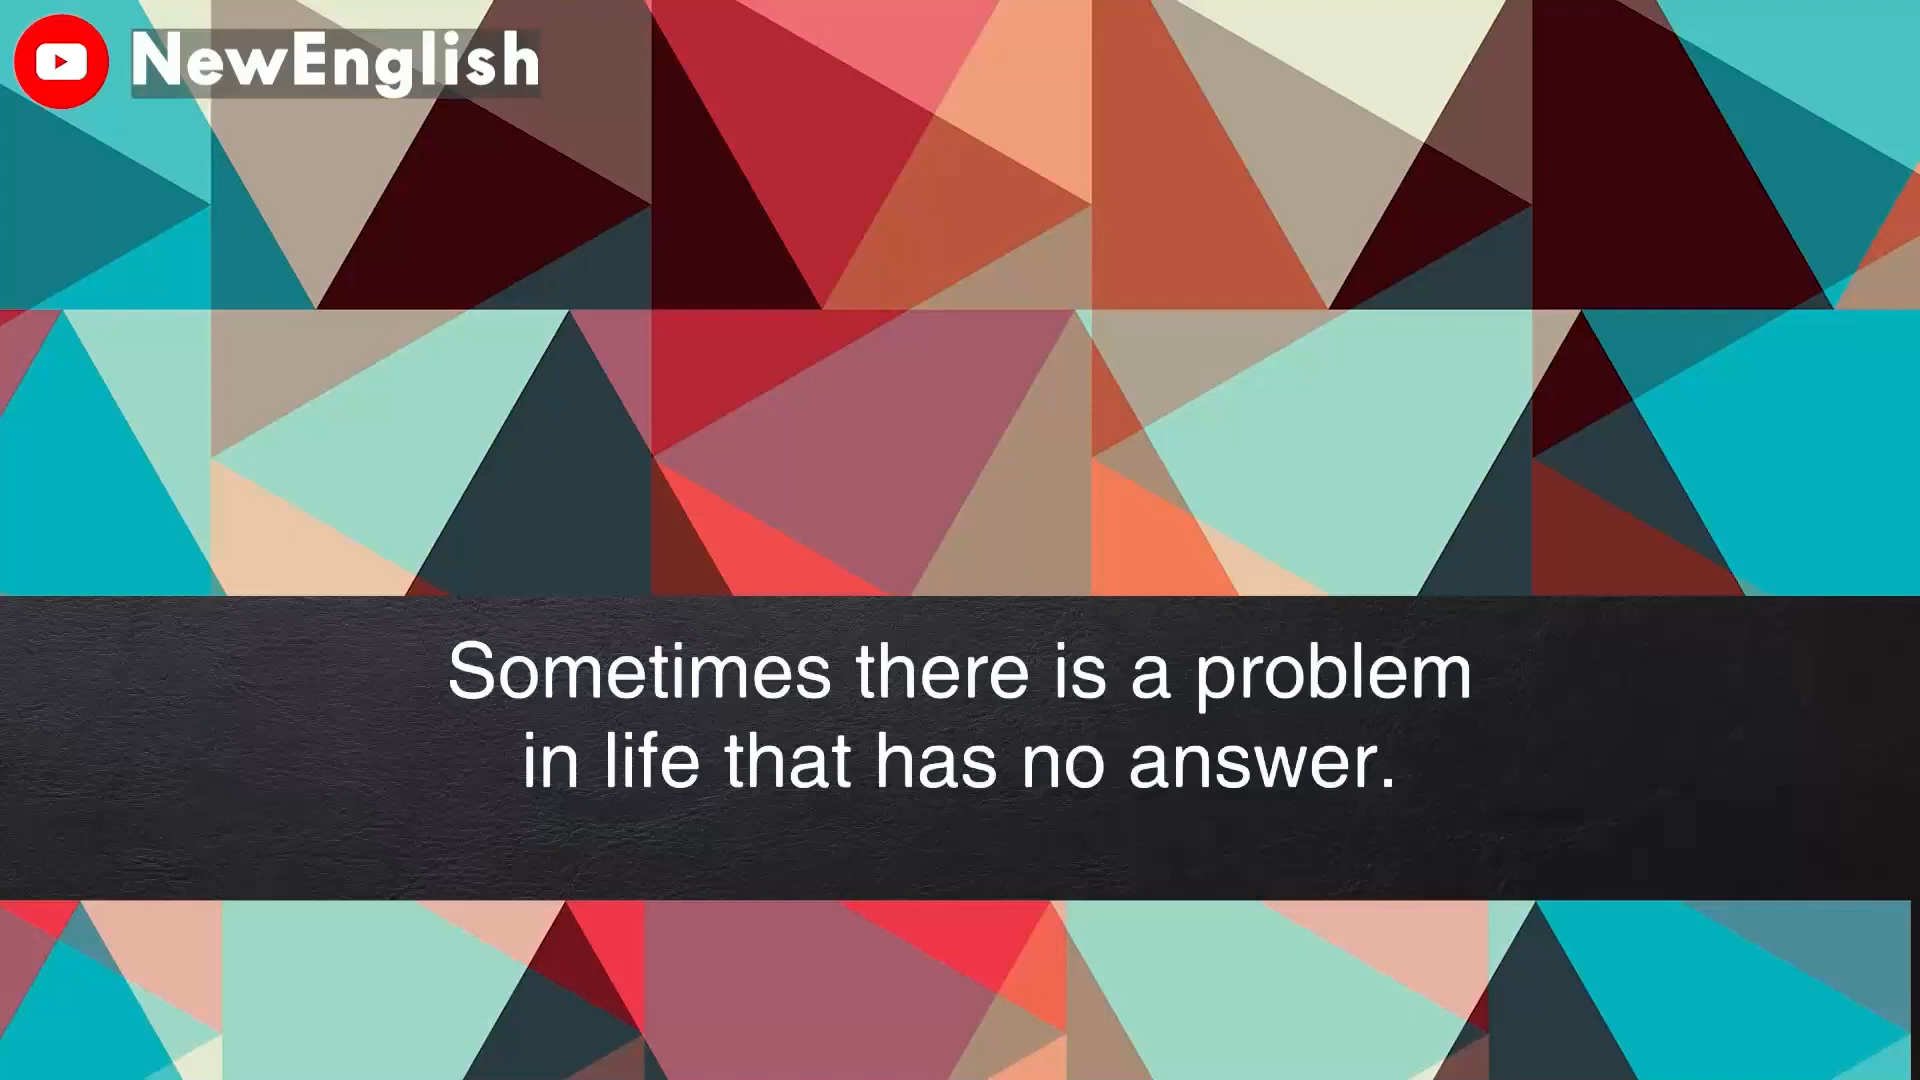 NewEnglish
Sometimes there is a problem
in life that has no answer.